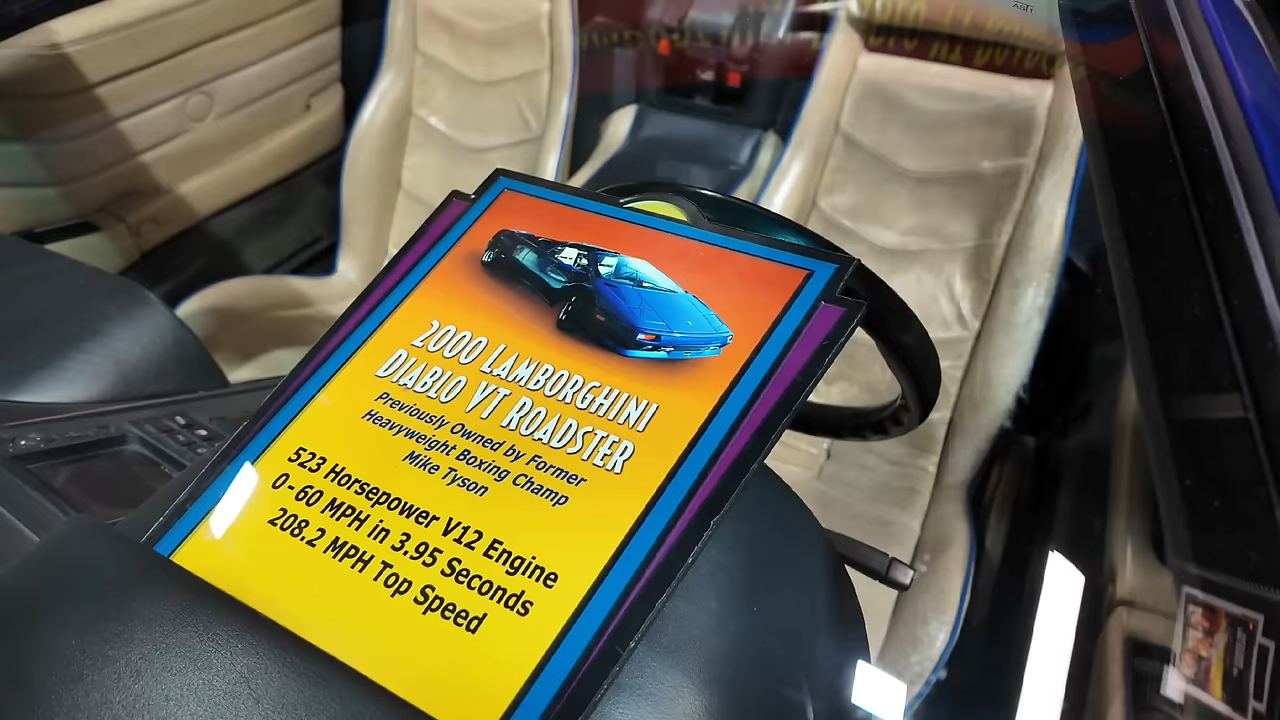 2000 Lamborghini
Diablo VT Roadster
Previously Owned by Former
Heavyweight Boxing Champ
Mike Tyson
523 Horsepower V12 Engine
0-60 MPH in 3.95 Seconds
208.2 MPH Top Speed